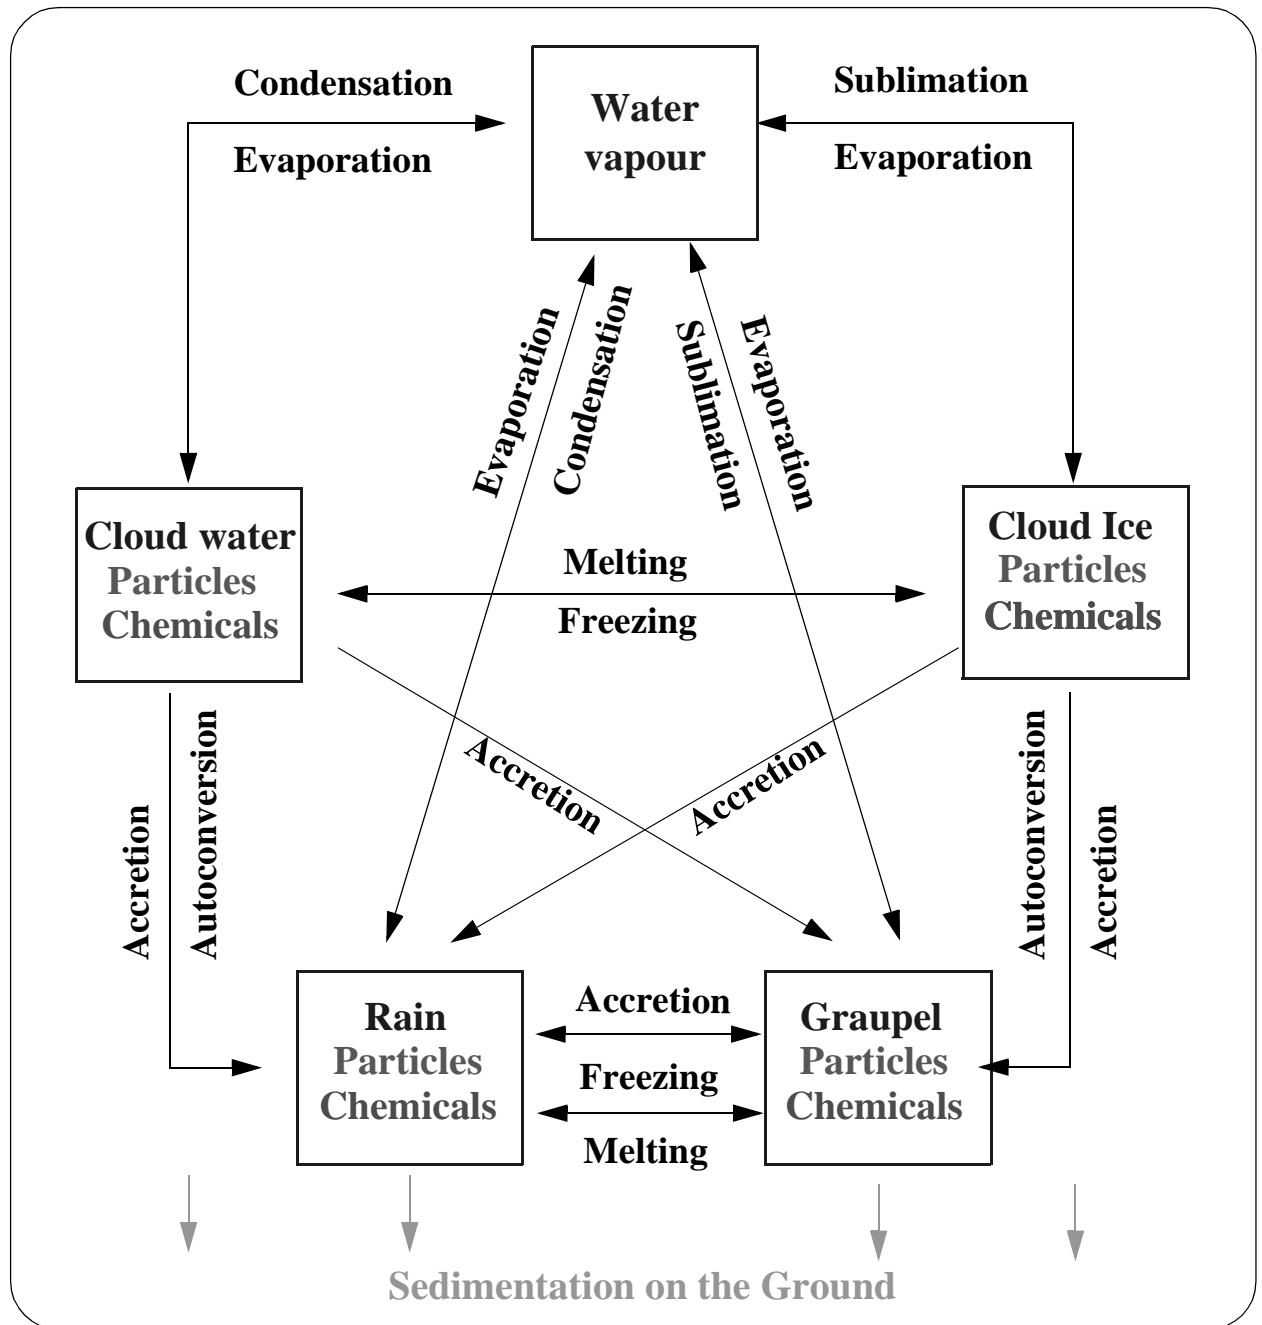 Condensation
Evaporation
Water
vapour
Sublimation
Evaporation
Evaporation
Condensation
Sublimation
Evaporation
Cloud water
Particles
Chemicals
Melting
Freezing
Cloud Ice
Particles
Chemicals
Accretion
Autoconversion
Accretion
Accretion
Autoconversion
Accretion
Rain
Particles
Chemicals
Accretion
Freezing
Melting
Graupel
Particles
Chemicals
Sedimentation on the Ground